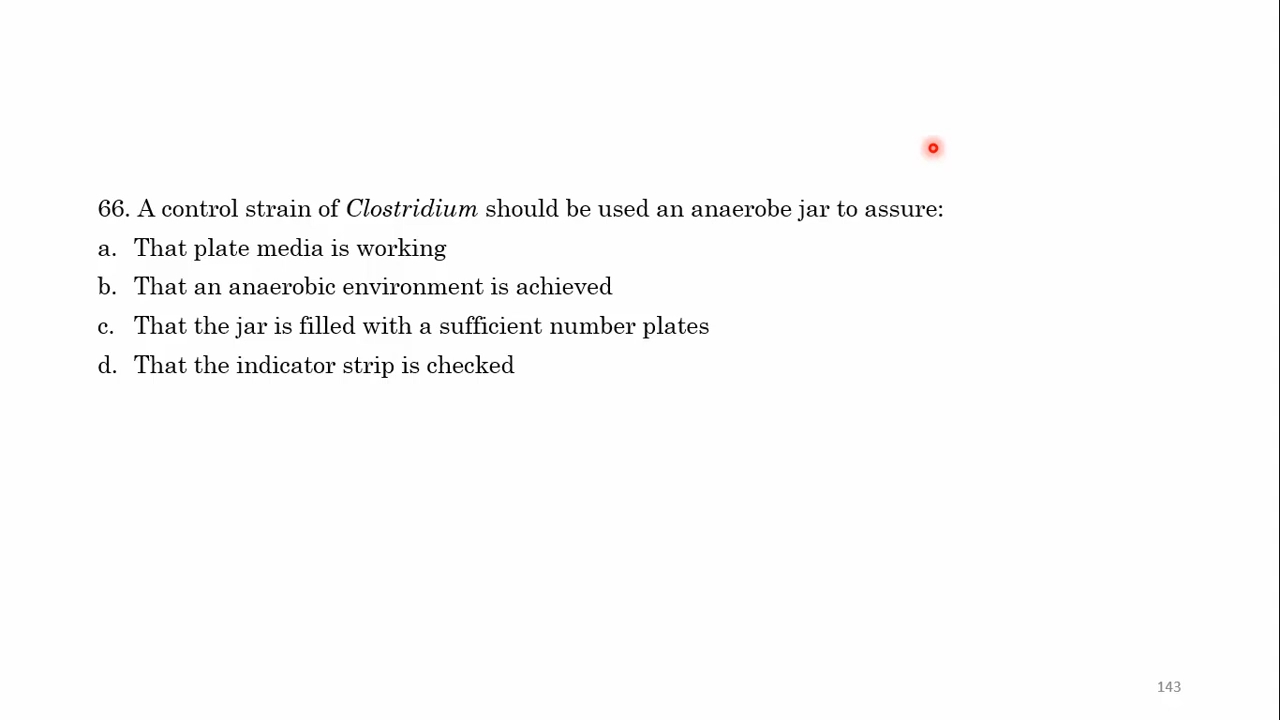 66. A control strain of Clostridium should be used an anaerobe jar to assure:
a. That plate media is working
b. That an anaerobic environment is achieved
c. That the jar is filled with a sufficient number plates
d. That the indicator strip is checked
143